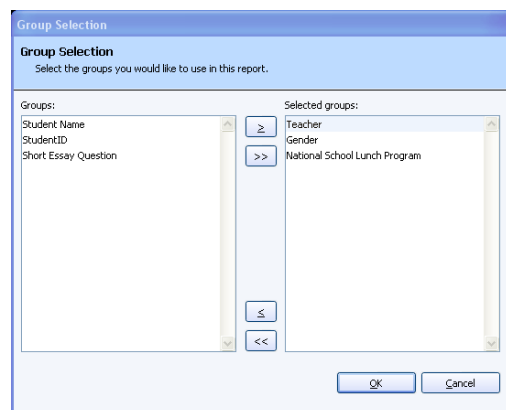 Group Selection
Group Selection
Select the groups you would like to use in this report.
Groups:
Student Name
StudentID
Short Essay Question
≥
>>
≤
<<
Selected groups:
Teacher
Gender
National School Lunch Program
OK
Cancel